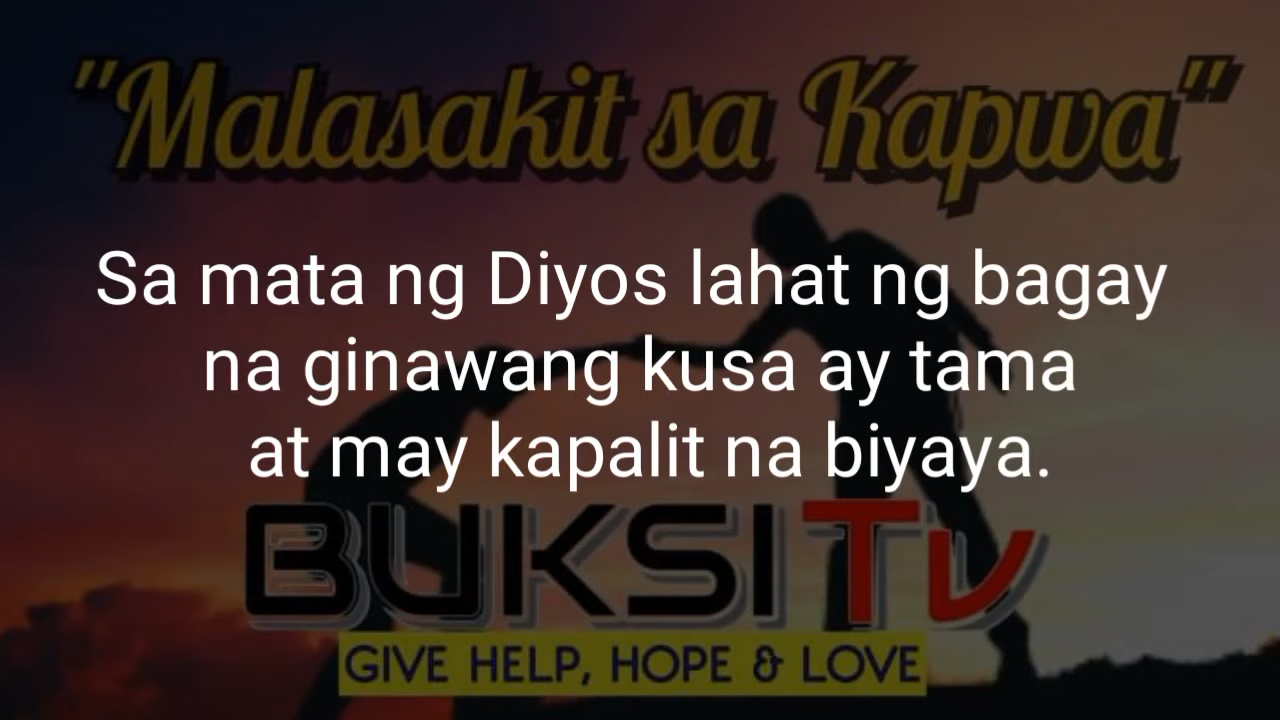 "Malasakit sa Kapwa"
Sa mata ng Diyos lahat ng bagay
na ginawang kusa ay tama
at may kapalit na biyaya.
BUKSI Tv
GIVE HELP, HOPE & LOVE